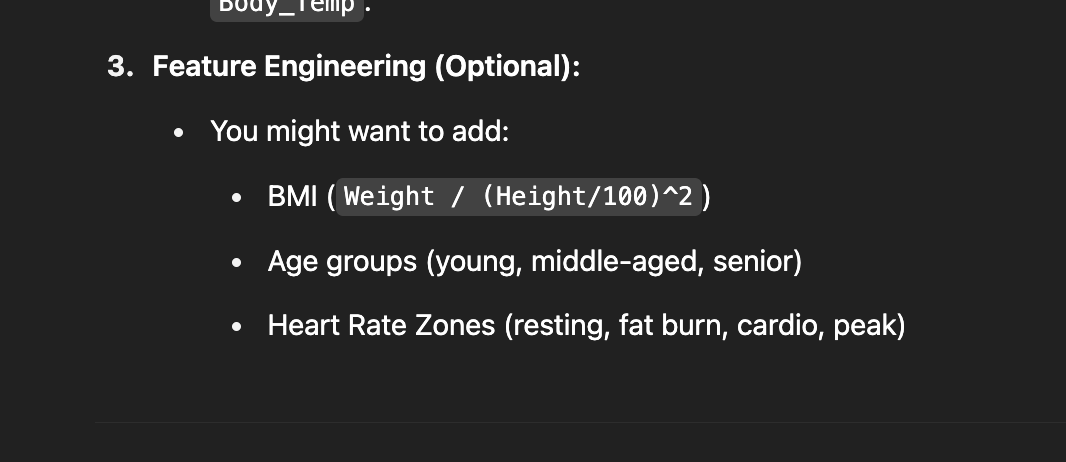 Body_Temp.
3. Feature Engineering (Optional):
• You might want to add:
• BMI (Weight / (Height/100)^2)
• Age groups (young, middle-aged, senior)
• Heart Rate Zones (resting, fat burn, cardio, peak)